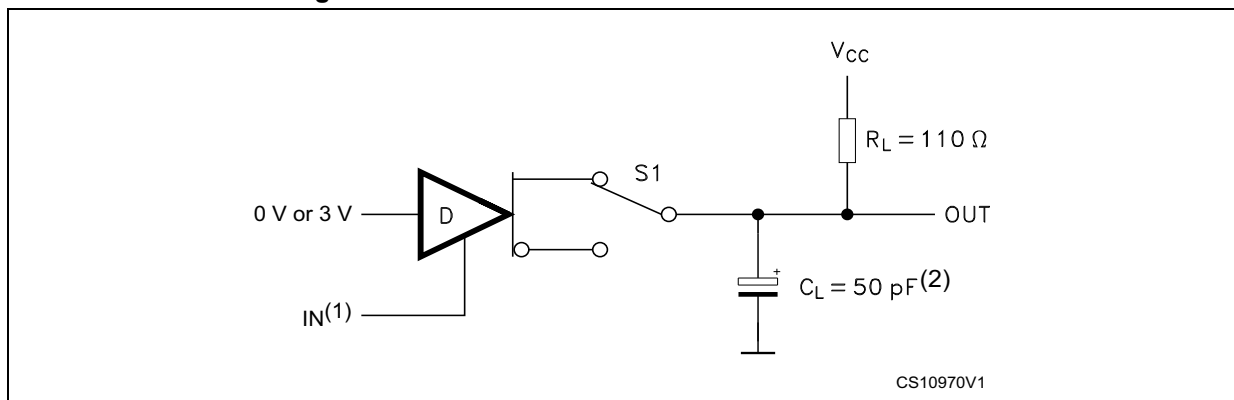 g
V_CC
R_L = 110 Ω
S1
0 V or 3 V
D
OUT
+
C_L = 50 pF(2)
IN(1)
CS10970V1